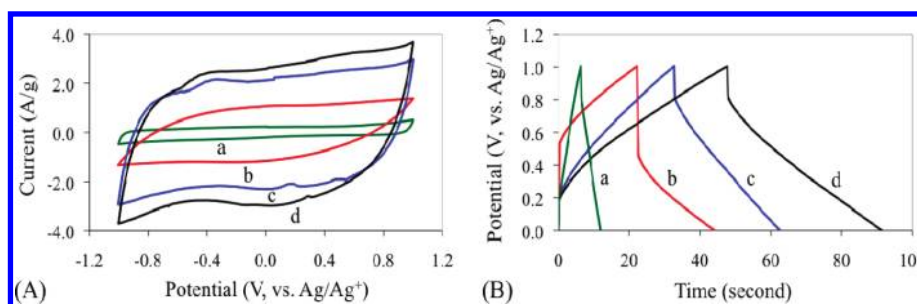 4.0
2.0
0.0
-2.0
-4.0
Current (A/g)
a
b
c
d
-1.2 -0.8 -0.4 0.0 0.4 0.8 1.2
(A) Potential (V, vs. Ag/Ag⁺)
1.2
1.0
0.8
0.6
0.4
0.2
0.0
Potential (V, vs. Ag/Ag⁺)
a b c d
0 20 40 60 80 10
(B) Time (second)